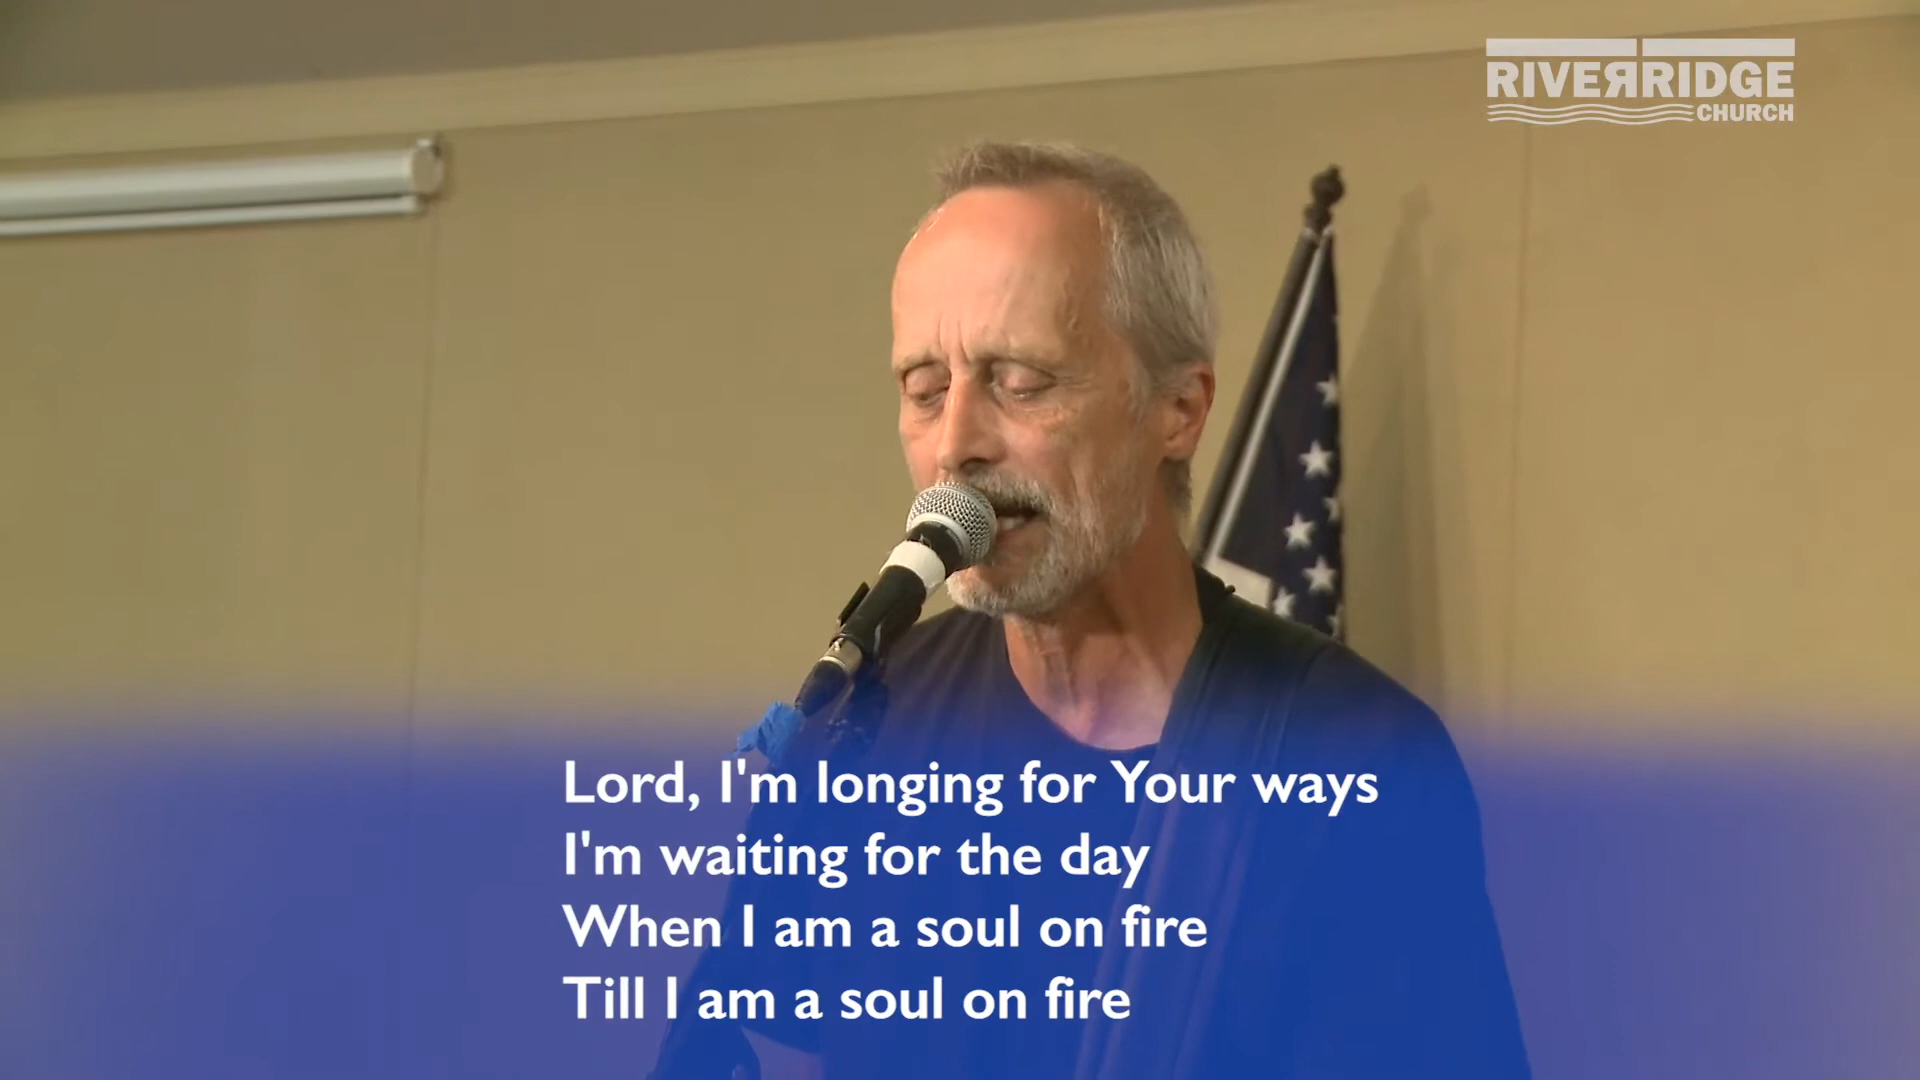 RIVERRIDGE
CHURCH
Lord, I'm longing for Your ways
I'm waiting for the day
When I am a soul on fire
Till I am a soul on fire